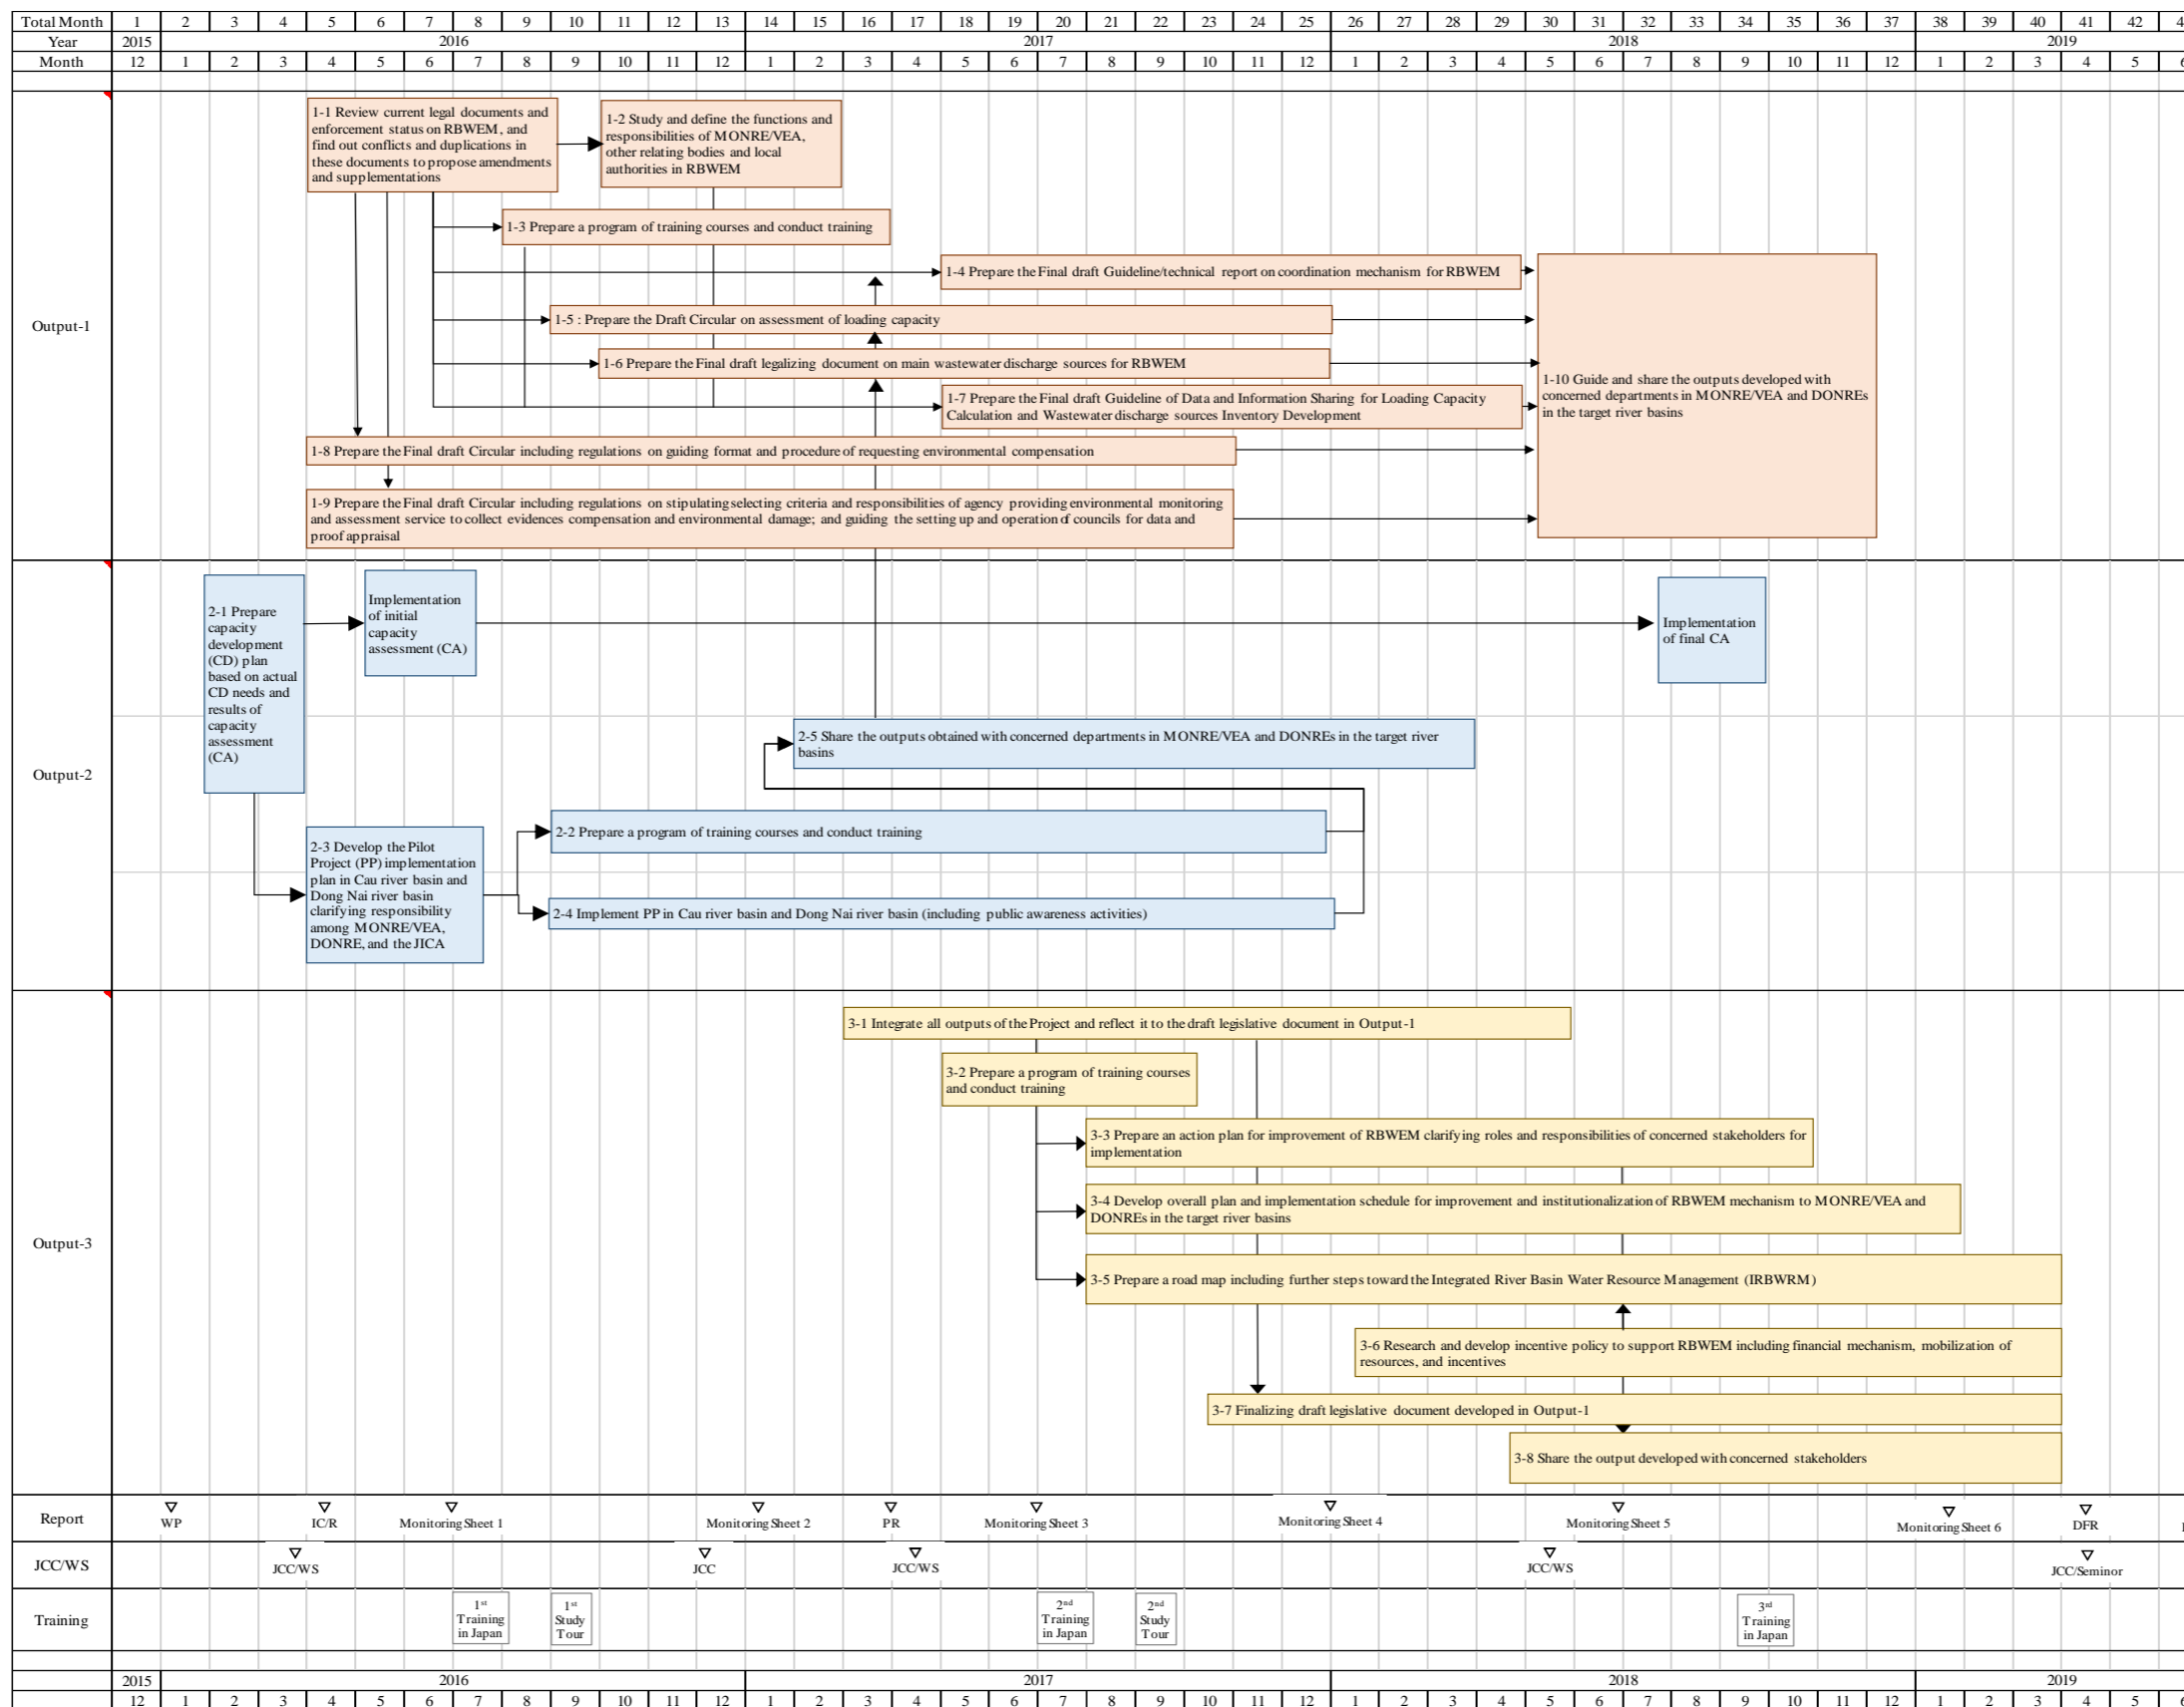 Total Month 1 2 3 4 5 6 7 8 9 10 11 12 13 14 15 16 17 18 19 20 21 22 23 24 25 26 27 28 29 30 31 32 33 34 35 36 37 38 39 40 41 42
Year 2015 2016 2017 2018 2019
Month 12 1 2 3 4 5 6 7 8 9 10 11 12 1 2 3 4 5 6 7 8 9 10 11 12 1 2 3 4 5 6 7 8 9 10 11 12 1 2 3 4 5
Output-1
1-1 Review current legal documents and
enforcement status on RBWEM, and
find out conflicts and duplications in
these documents to propose amendments
and supplementations
1-2 Study and define the functions and
responsibilities of MONRE/VEA,
other relating bodies and local
authorities in RBWEM
1-3 Prepare a program of training courses and conduct training
1-4 Prepare the Final draft Guideline/technical report on coordination mechanism for RBWEM
1-5 : Prepare the Draft Circular on assessment of loading capacity
1-6 Prepare the Final draft legalizing document on main wastewater discharge sources for RBWEM
1-7 Prepare the Final draft Guideline of Data and Information Sharing for Loading Capacity
Calculation and Wastewater discharge sources Inventory Development
1-8 Prepare the Final draft Circular including regulations on guiding format and procedure of requesting environmental compensation
1-9 Prepare the Final draft Circular including regulations on stipulating selecting criteria and responsibilities of agency providing environmental monitoring
and assessment service to collect evidences compensation and environmental damage; and guiding the setting up and operation of councils for data and
proof appraisal
1-10 Guide and share the outputs developed with
concerned departments in MONRE/VEA and DONREs
in the target river basins
Output-2
2-1 Prepare
capacity
development
(CD) plan
based on actual
CD needs and
results of
capacity
assessment
(CA)
Implementation
of initial
capacity
assessment (CA)
Implementation
of final CA
2-5 Share the outputs obtained with concerned departments in MONRE/VEA and DONREs in the target river
basins
2-2 Prepare a program of training courses and conduct training
2-3 Develop the Pilot
Project (PP) implementation
plan in Cau river basin and
Dong Nai river basin
clarifying responsibility
among MONRE/VEA,
DONRE, and the JICA
2-4 Implement PP in Cau river basin and Dong Nai river basin (including public awareness activities)
Output-3
3-1 Integrate all outputs of the Project and reflect it to the draft legislative document in Output-1
3-2 Prepare a program of training courses
and conduct training
3-3 Prepare an action plan for improvement of RBWEM clarifying roles and responsibilities of concerned stakeholders for
implementation
3-4 Develop overall plan and implementation schedule for improvement and institutionalization of RBWEM mechanism to MONRE/VEA and
DONREs in the target river basins
3-5 Prepare a road map including further steps toward the Integrated River Basin Water Resource Management (IRBWRM)
3-6 Research and develop incentive policy to support RBWEM including financial mechanism, mobilization of
resources, and incentives
3-7 Finalizing draft legislative document developed in Output-1
3-8 Share the output developed with concerned stakeholders
Report
WP IC/R Monitoring Sheet 1 Monitoring Sheet 2 PR Monitoring Sheet 3 Monitoring Sheet 4 Monitoring Sheet 5 Monitoring Sheet 6 DFR
JCC/WS
JCC/WS JCC JCC/WS JCC/WS JCC/Seminor
Training
1st
Training
in Japan
1st
Study
Tour
2nd
Training
in Japan
2nd
Study
Tour
3rd
Training
in Japan
2015 2016 2017 2018 2019
12 1 2 3 4 5 6 7 8 9 10 11 12 1 2 3 4 5 6 7 8 9 10 11 12 1 2 3 4 5 6 7 8 9 10 11 12 1 2 3 4 5